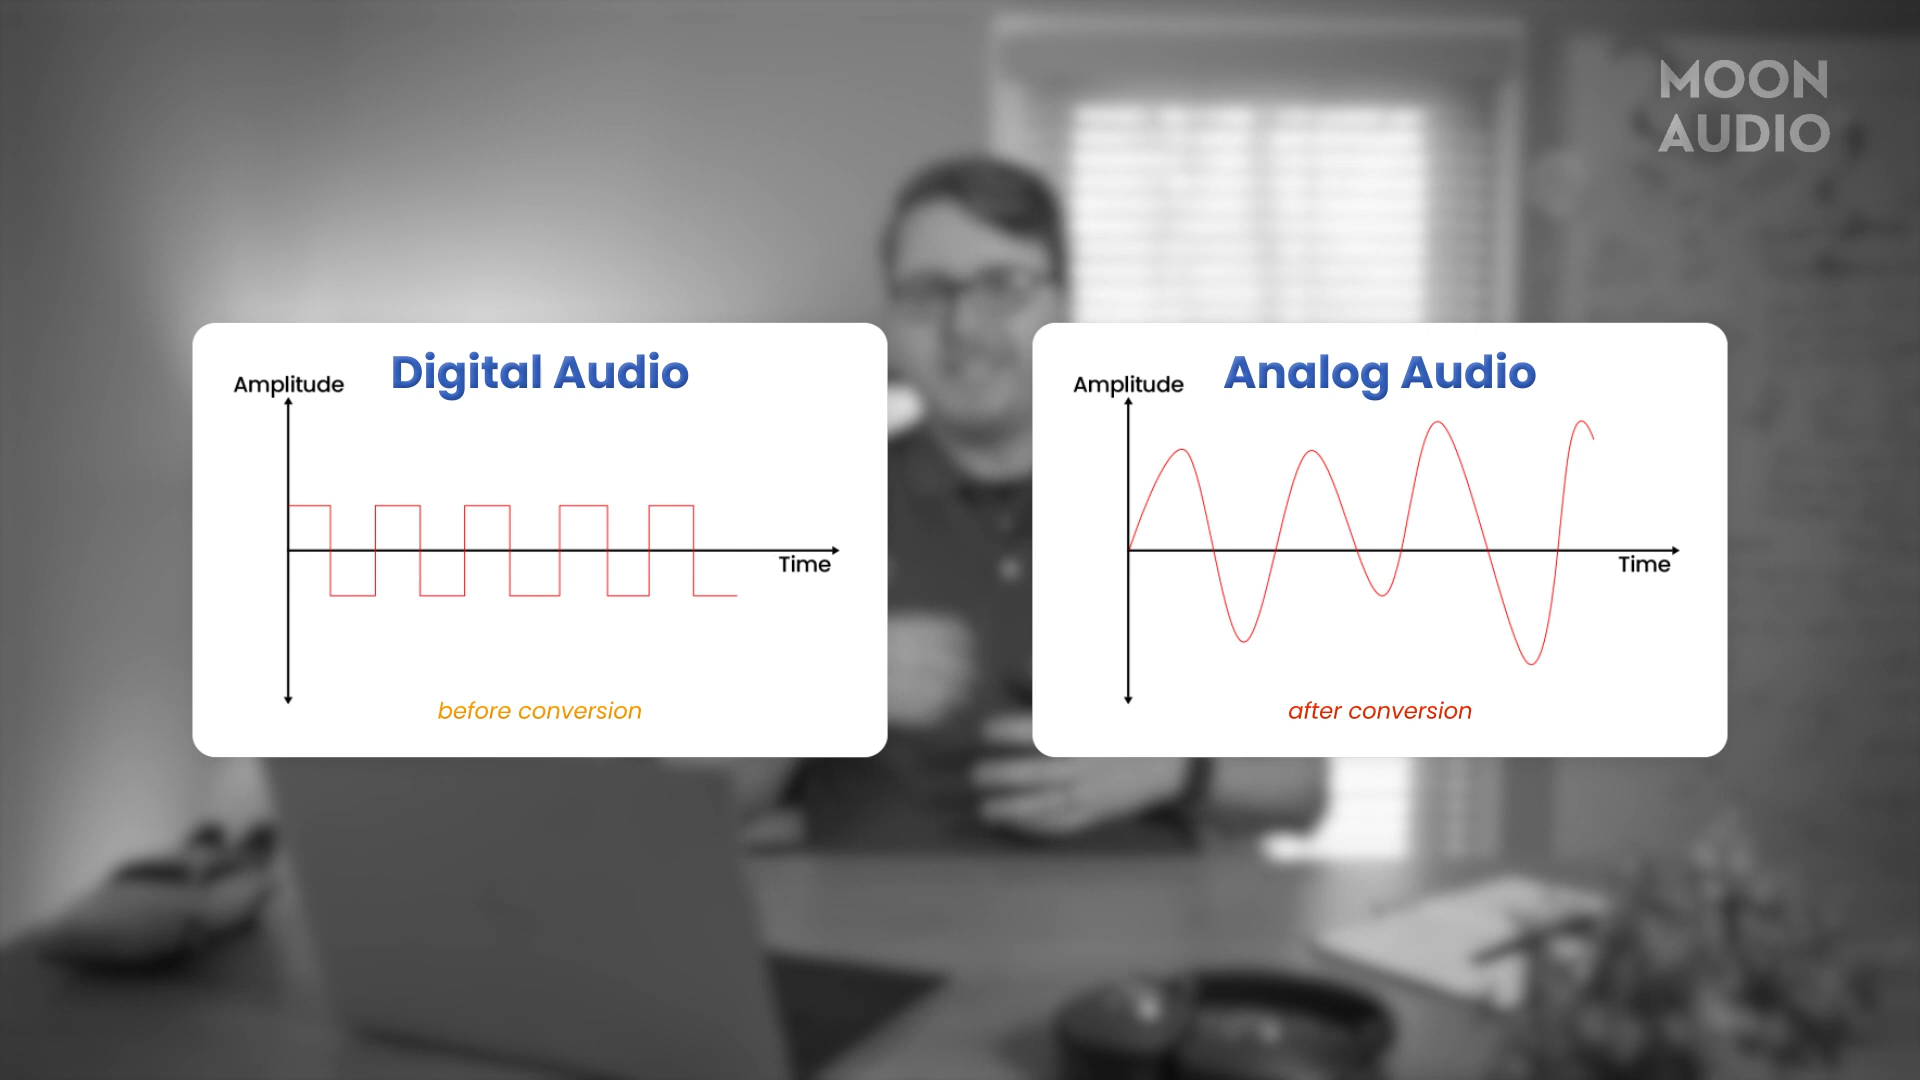 MOON
AUDIO
Digital Audio
Amplitude
Time
before conversion
Analog Audio
Amplitude
Time
after conversion